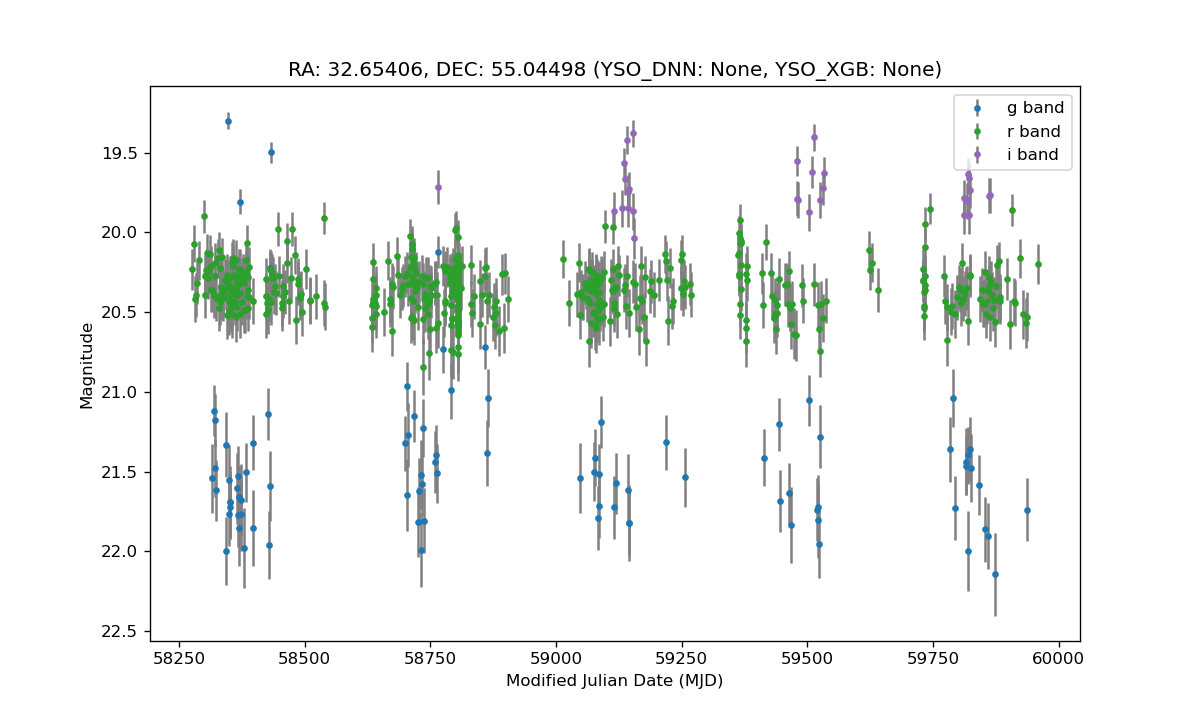 RA: 32.65406, DEC: 55.04498 (YSO_DNN: None, YSO_XGB: None)
g band
r band
i band
19.5
20.0
20.5
21.0
21.5
22.0
22.5
Magnitude
58250 58500 58750 59000 59250 59500 59750 60000
Modified Julian Date (MJD)